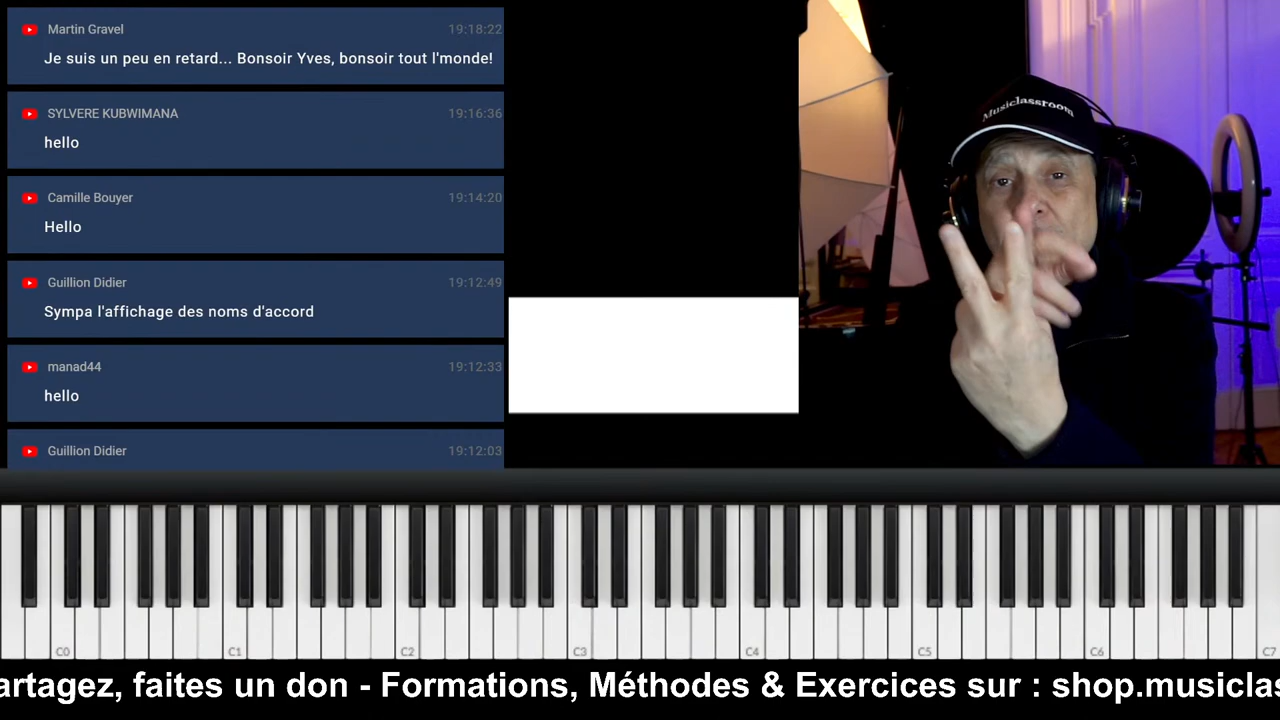 Martin Gravel 19:18:22
Je suis un peu en retard... Bonsoir Yves, bonsoir tout l'monde!
SYLVERE KUBWIMANA 19:16:36
hello
Camille Bouyer 19:14:20
Hello
Guillion Didier 19:12:49
Sympa l'affichage des noms d'accord
manad44 19:12:33
hello
Guillion Didier 19:12:03
Musiclassroom
C0 C1 C2 C3 C4 C5 C6 C7
artagez, faites un don - Formations, Méthodes & Exercices sur : shop.musiclas